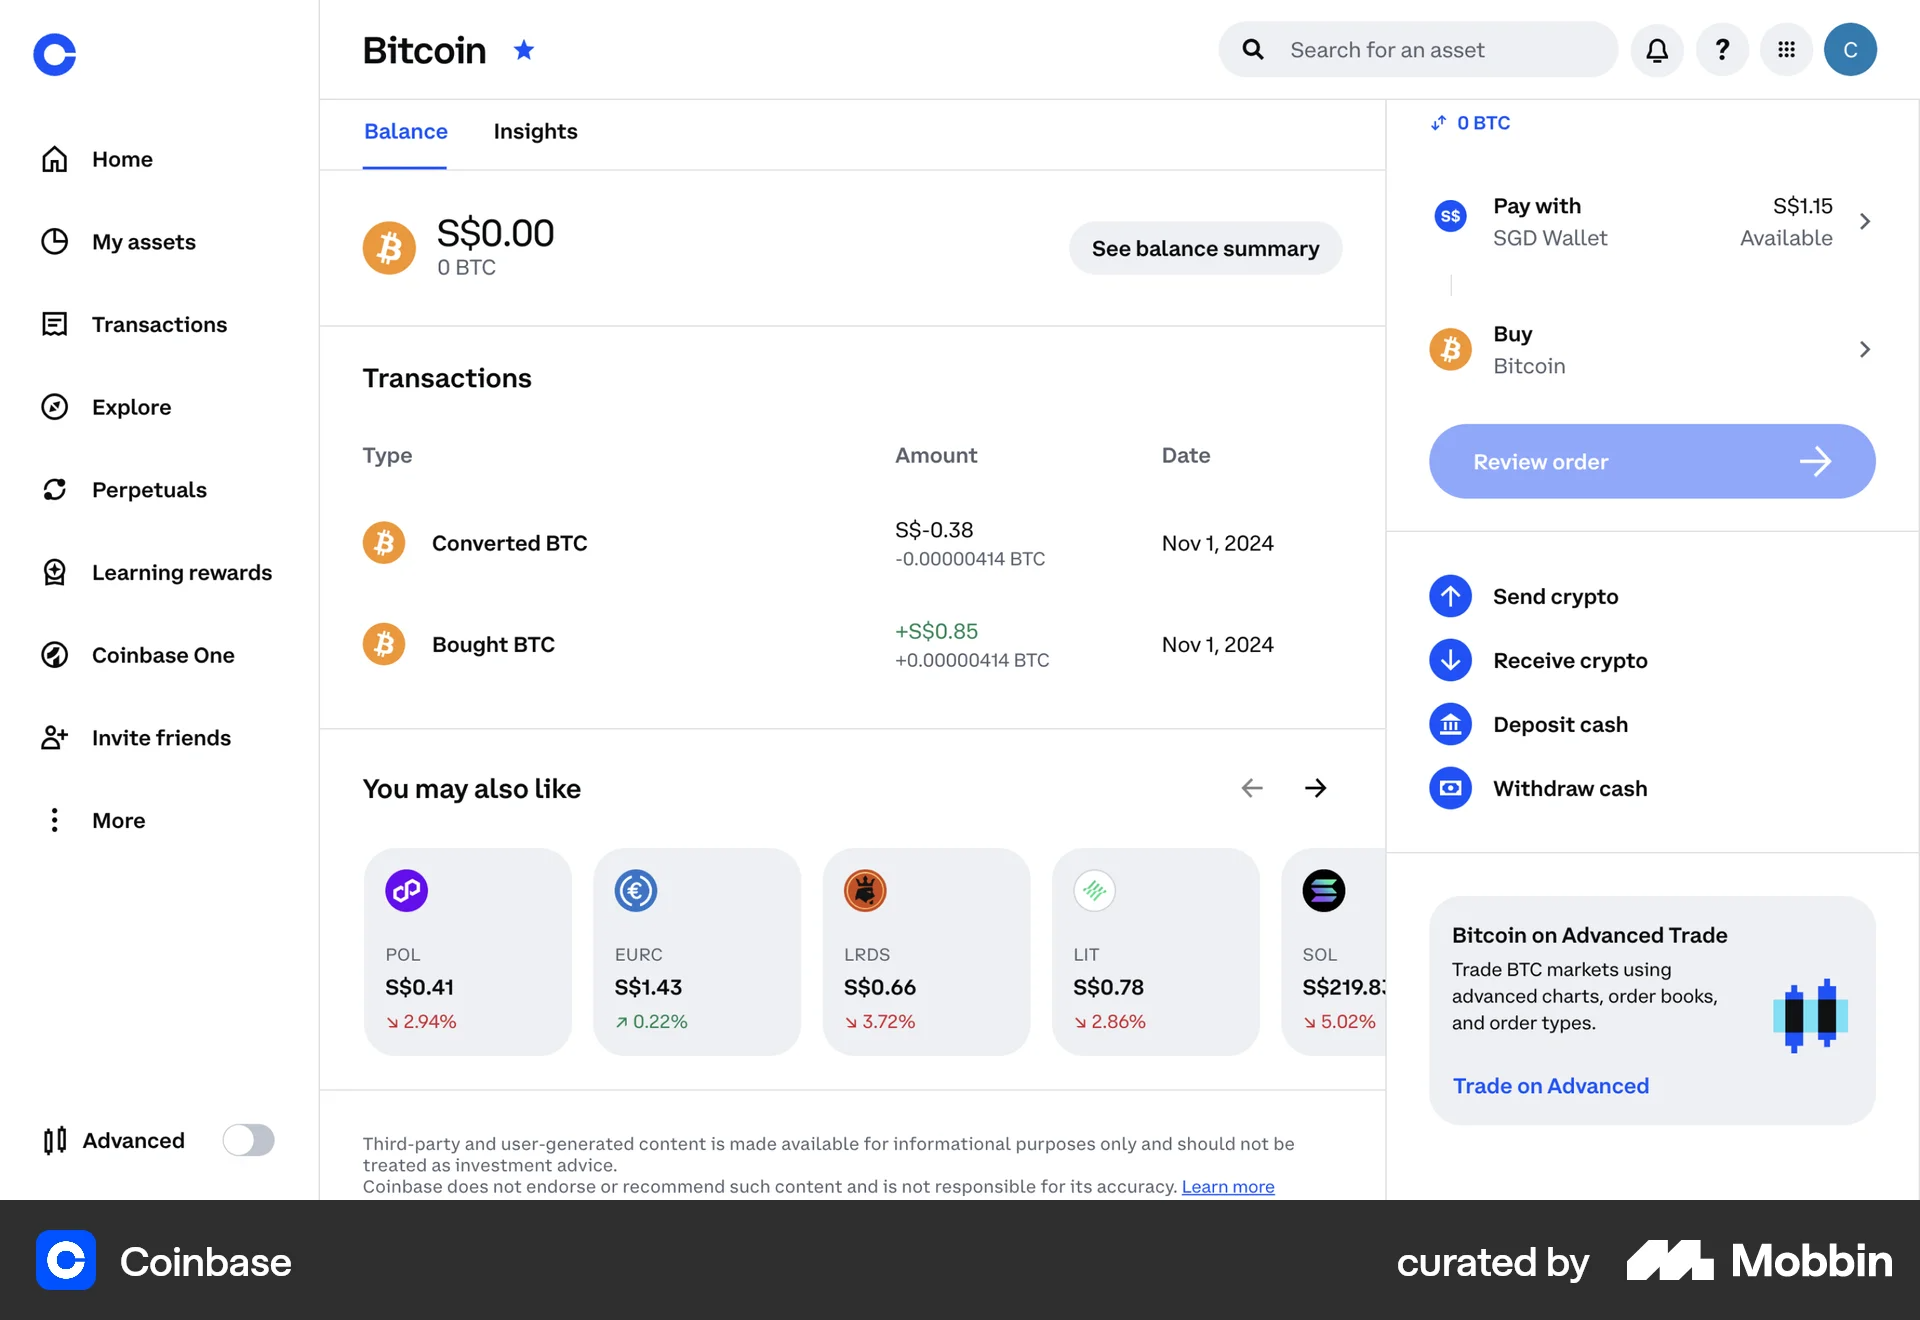 Bitcoin
Search for an asset
?
C
Home
My assets
Transactions
Explore
Perpetuals
Learning rewards
Coinbase One
Invite friends
More
Advanced
Balance Insights
S$0.00
0 BTC
See balance summary
Transactions
Type Amount Date
Converted BTC S$-0.38 Nov 1, 2024
-0.00000414 BTC
Bought BTC +S$0.85 Nov 1, 2024
+0.00000414 BTC
You may also like
POL EURC LRDS LIT SOL
S$0.41 S$1.43 S$0.66 S$0.78 S$219.83
2.94% 0.22% 3.72% 2.86% 5.02%
Third-party and user-generated content is made available for informational purposes only and should not be
treated as investment advice.
Coinbase does not endorse or recommend such content and is not responsible for its accuracy. Learn more
0 BTC
S$ Pay with S$1.15
SGD Wallet Available
Buy
Bitcoin
Review order
Send crypto
Receive crypto
Deposit cash
Withdraw cash
Bitcoin on Advanced Trade
Trade BTC markets using
advanced charts, order books,
and order types.
Trade on Advanced
Coinbase
curated by Mobbin